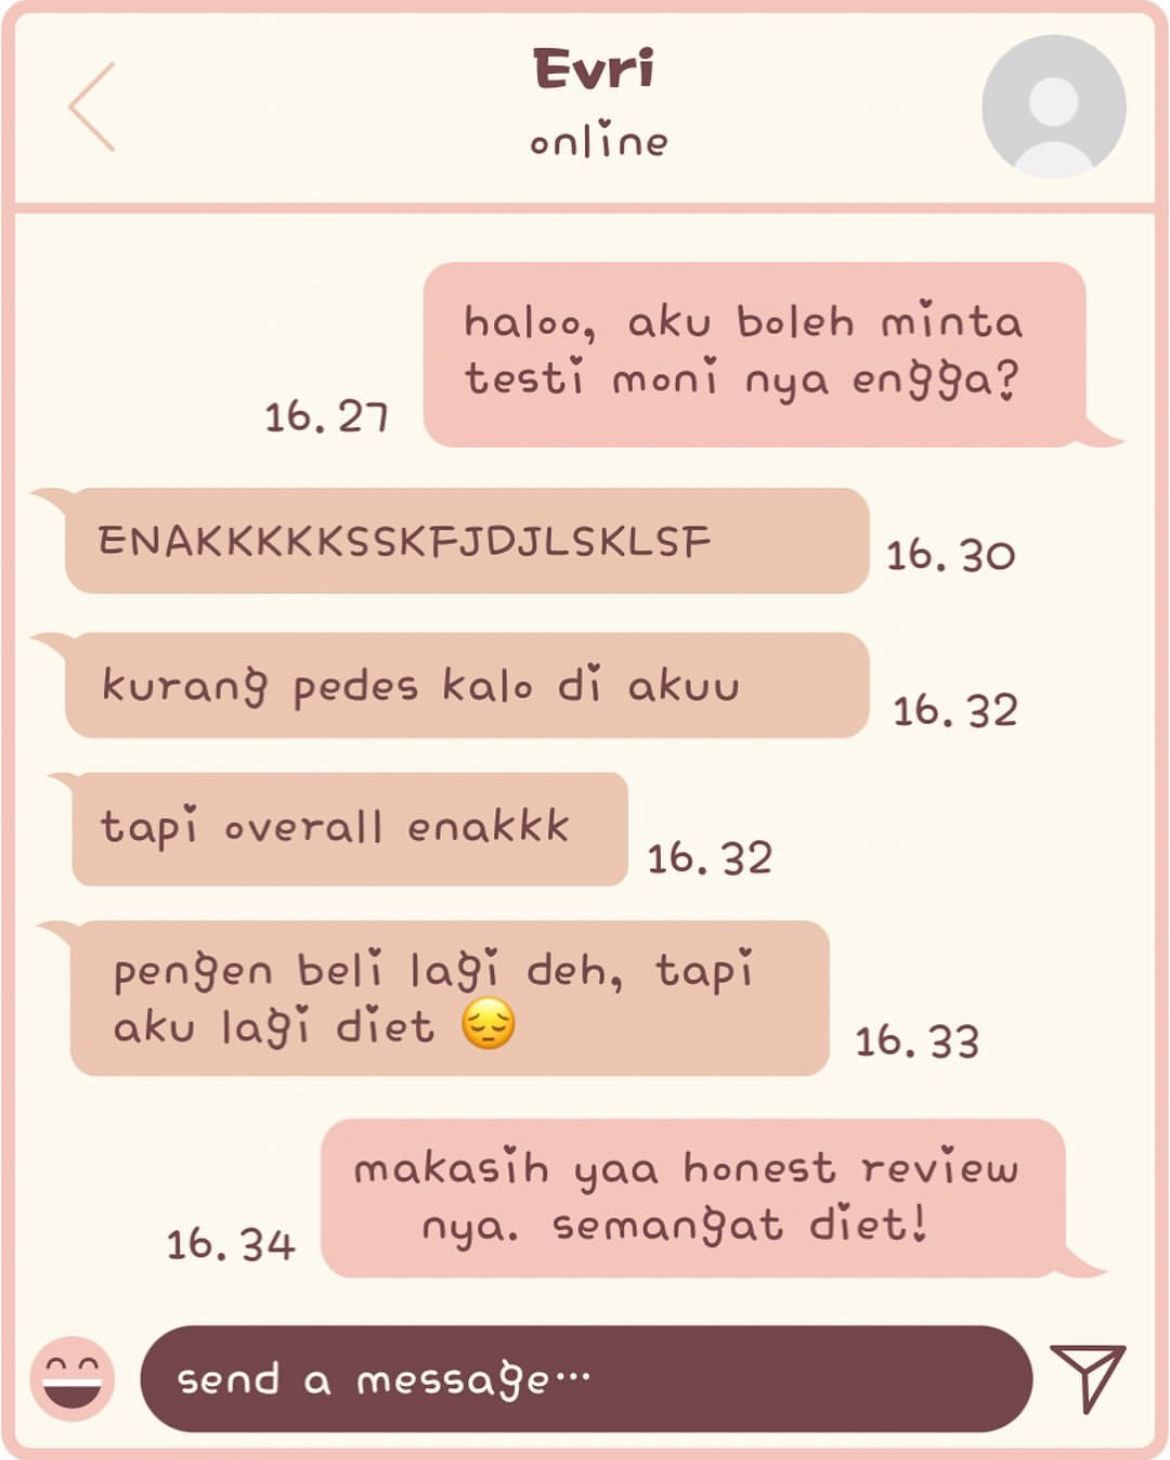 Evri
online
haloo, aku boleh minta
testi moni nya engga?
16.27
ENAKKKKKSSKFJDJLSKLSF
16.30
kurang pedes kalo di akuu
16.32
tapi overall enakkk
16.32
pengen beli lagi deh, tapi
aku lagi diet 😔
16.33
makasih yaa honest review
nya. semangat diet!
16.34
send a message...